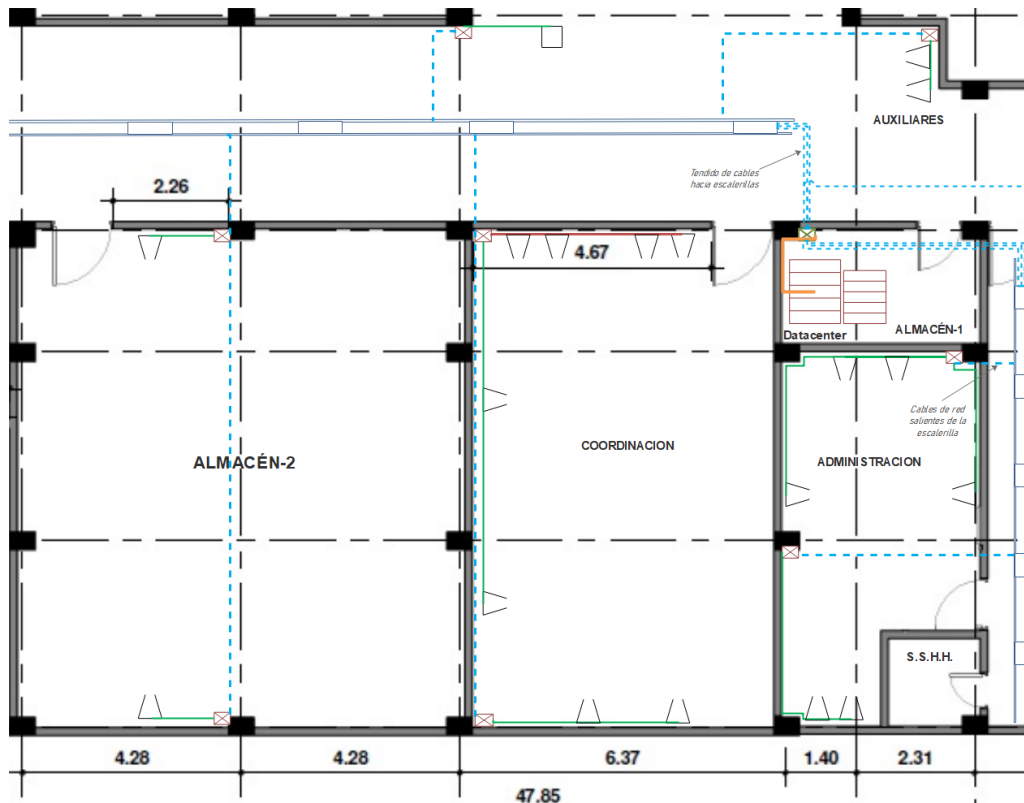 AUXILIARES
Tendido de cables
hacia escalerillas
2.26
4.67
Datacenter
ALMACÉN-1
Cables de red
salientes de la
escalerilla
COORDINACION
ALMACÉN-2
ADMINISTRACION
S.S.H.H.
4.28
4.28
6.37
1.40
2.31
47.85